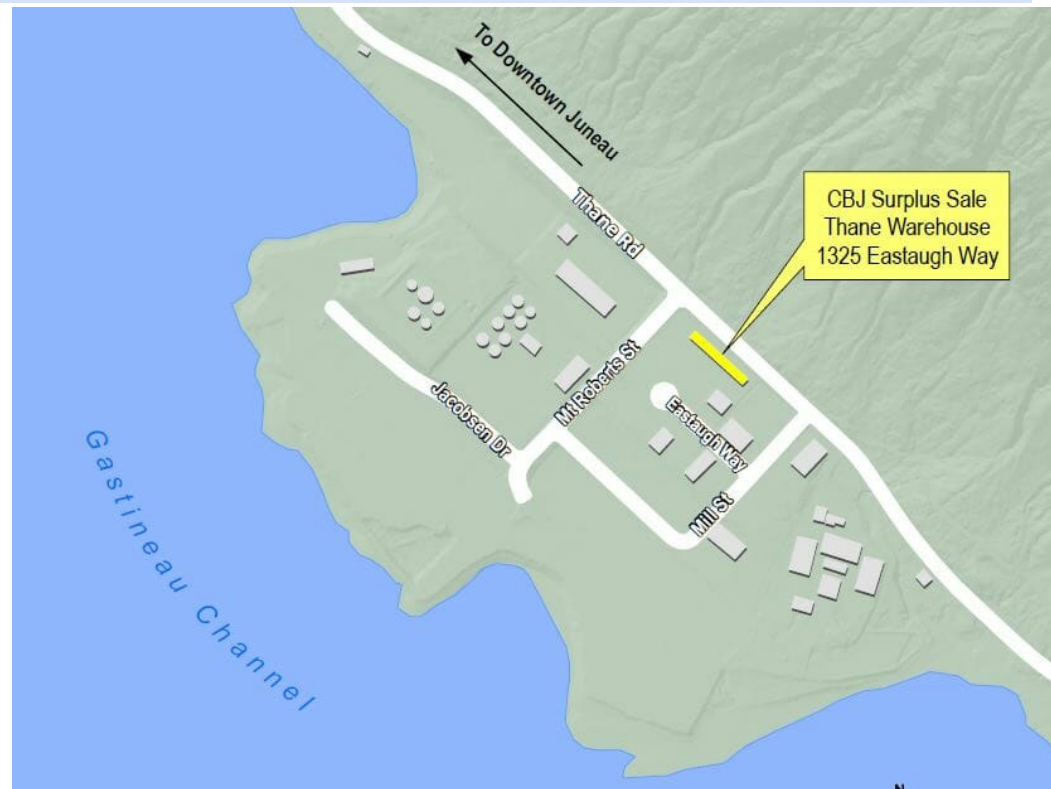 To Downtown Juneau
Thane Rd
CBJ Surplus Sale
Thane Warehouse
1325 Eastaugh Way
Mt Roberts St
Jacobsen Dr
Eastaugh Way
Mill St
Gastineau Channel
N